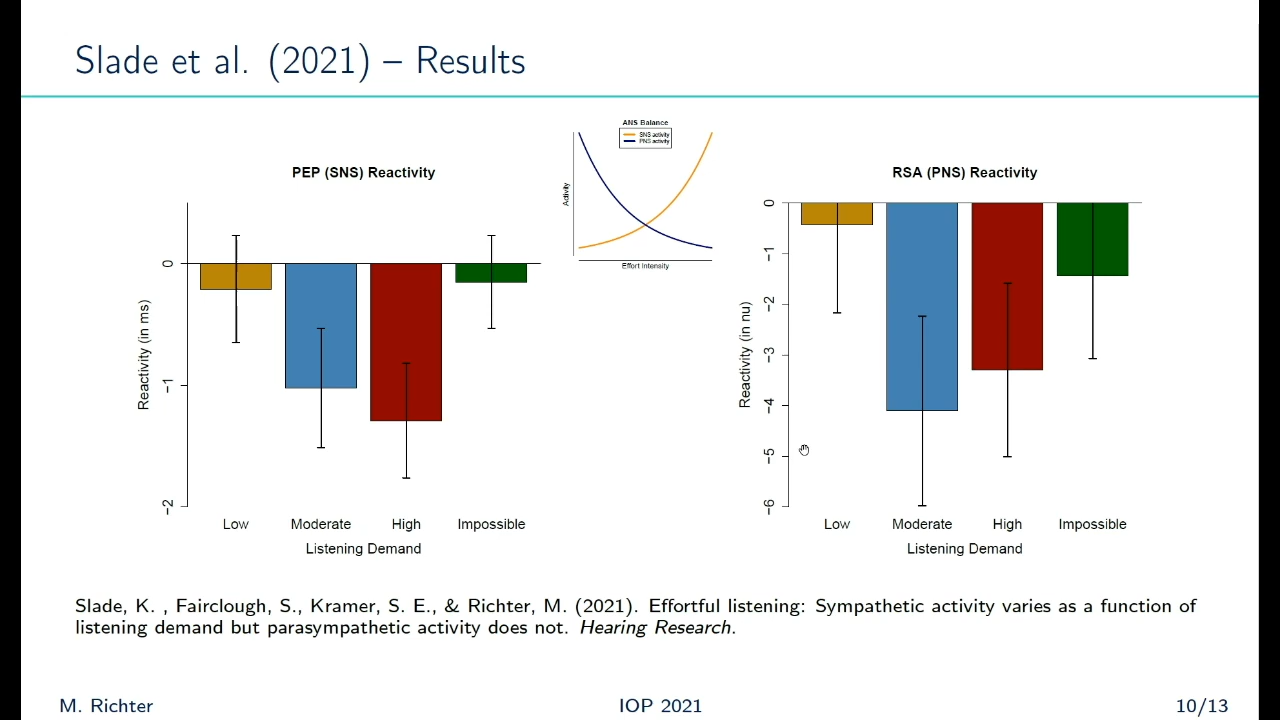 Slade et al. (2021) – Results
PEP (SNS) Reactivity
Reactivity (in ms)
0
−1
−2
Low Moderate High Impossible
Listening Demand
ANS Balance
SNS activity
PNS activity
Activity
Effort Intensity
RSA (PNS) Reactivity
Reactivity (in nu)
0
−1
−2
−3
−4
−5
−6
Low Moderate High Impossible
Listening Demand
Slade, K. , Fairclough, S., Kramer, S. E., & Richter, M. (2021). Effortful listening: Sympathetic activity varies as a function of
listening demand but parasympathetic activity does not. Hearing Research.
M. Richter IOP 2021 10/13